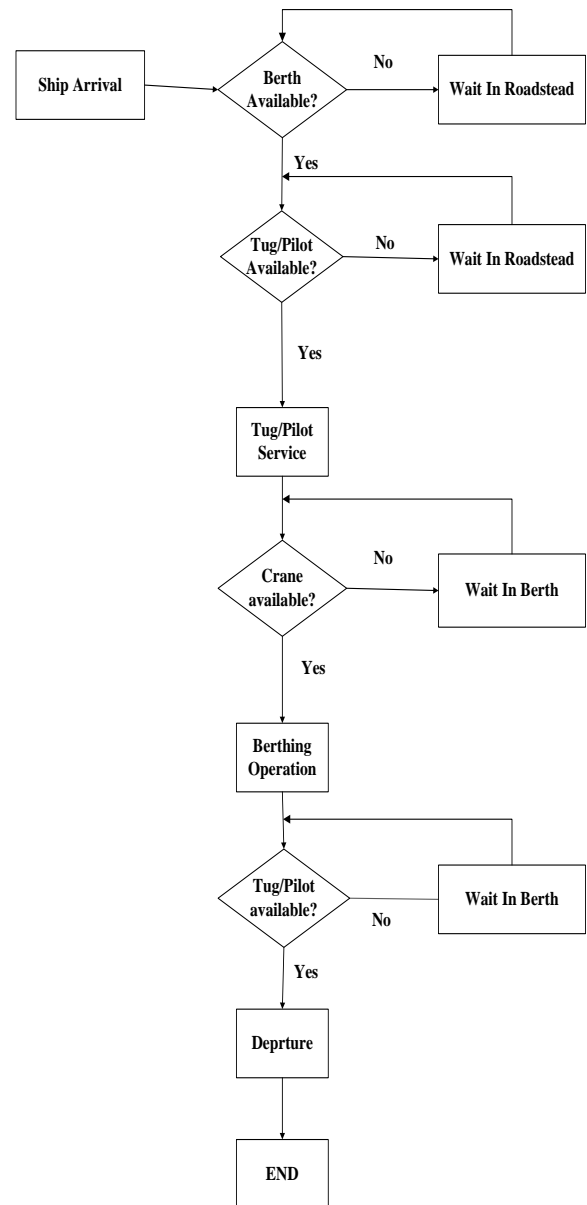 Ship Arrival
Berth
Available?
No
Wait In Roadstead
Yes
Tug/Pilot
Available?
No
Wait In Roadstead
Yes
Tug/Pilot
Service
Crane
available?
No
Wait In Berth
Yes
Berthing
Operation
Tug/Pilot
available?
No
Wait In Berth
Yes
Deprture
END